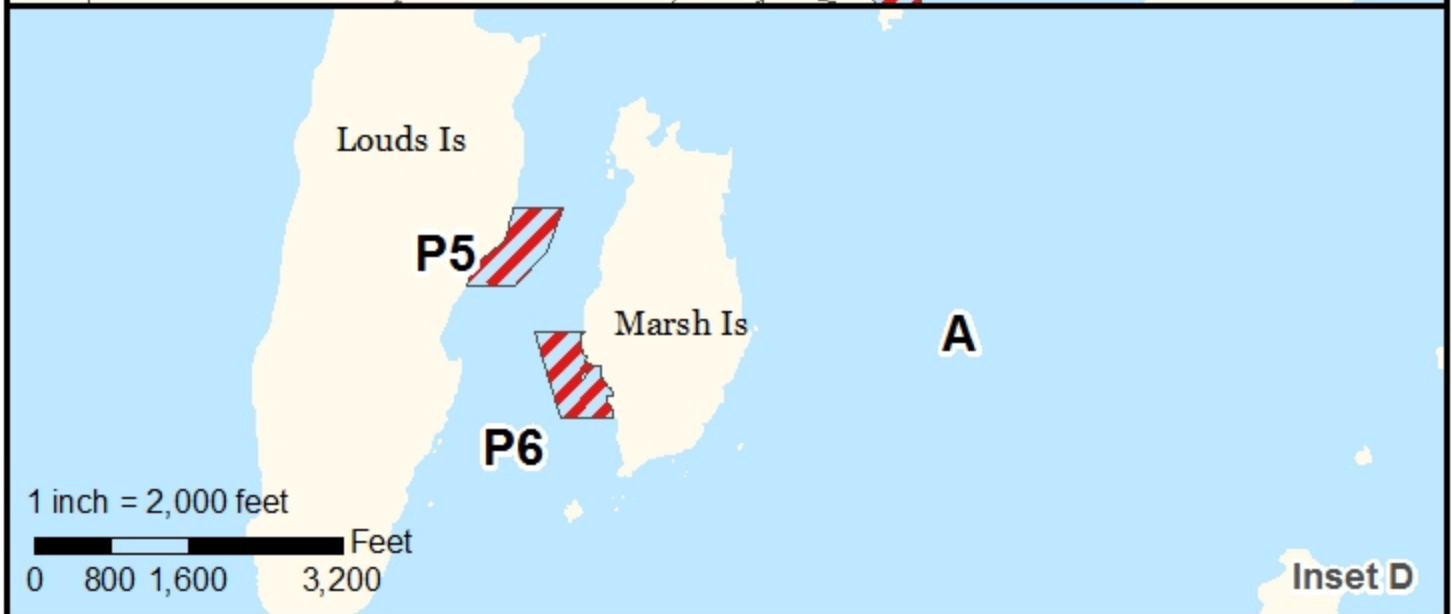 Louds Is
P5
Marsh Is
A
P6
1 inch = 2,000 feet
Feet
0 800 1,600 3,200
Inset D